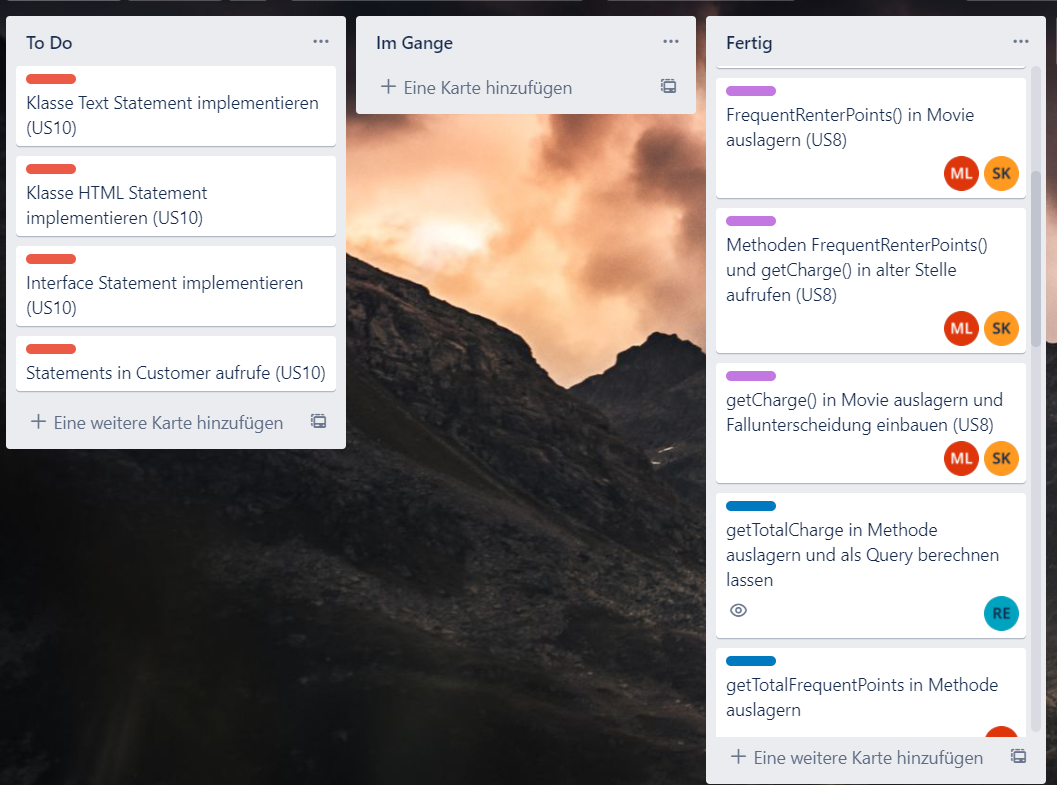 To Do
Klasse Text Statement implementieren
(US10)
Klasse HTML Statement
implementieren (US10)
Interface Statement implementieren
(US10)
Statements in Customer aufrufe (US10)
Eine weitere Karte hinzufügen
Im Gange
Eine Karte hinzufügen
Fertig
FrequentRenterPoints() in Movie
auslagern (US8)
ML SK
Methoden FrequentRenterPoints()
und getCharge() in alter Stelle
aufrufen (US8)
ML SK
getCharge() in Movie auslagern und
Fallunterscheidung einbauen (US8)
ML SK
getTotalCharge in Methode
auslagern und als Query berechnen
lassen
RE
getTotalFrequentPoints in Methode
auslagern
Eine weitere Karte hinzufügen